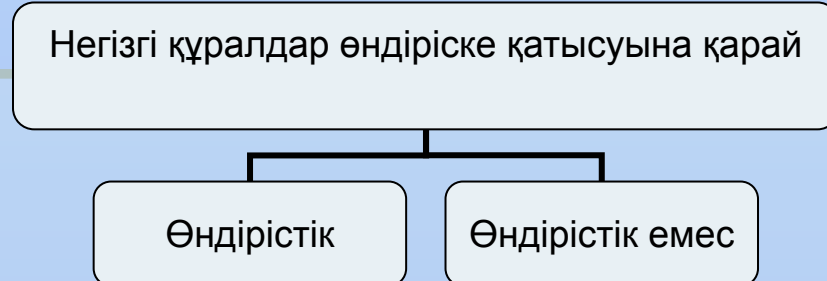 Негізгі құралдар өндіріске қатысуына қарай
Өндірістік
Өндірістік емес